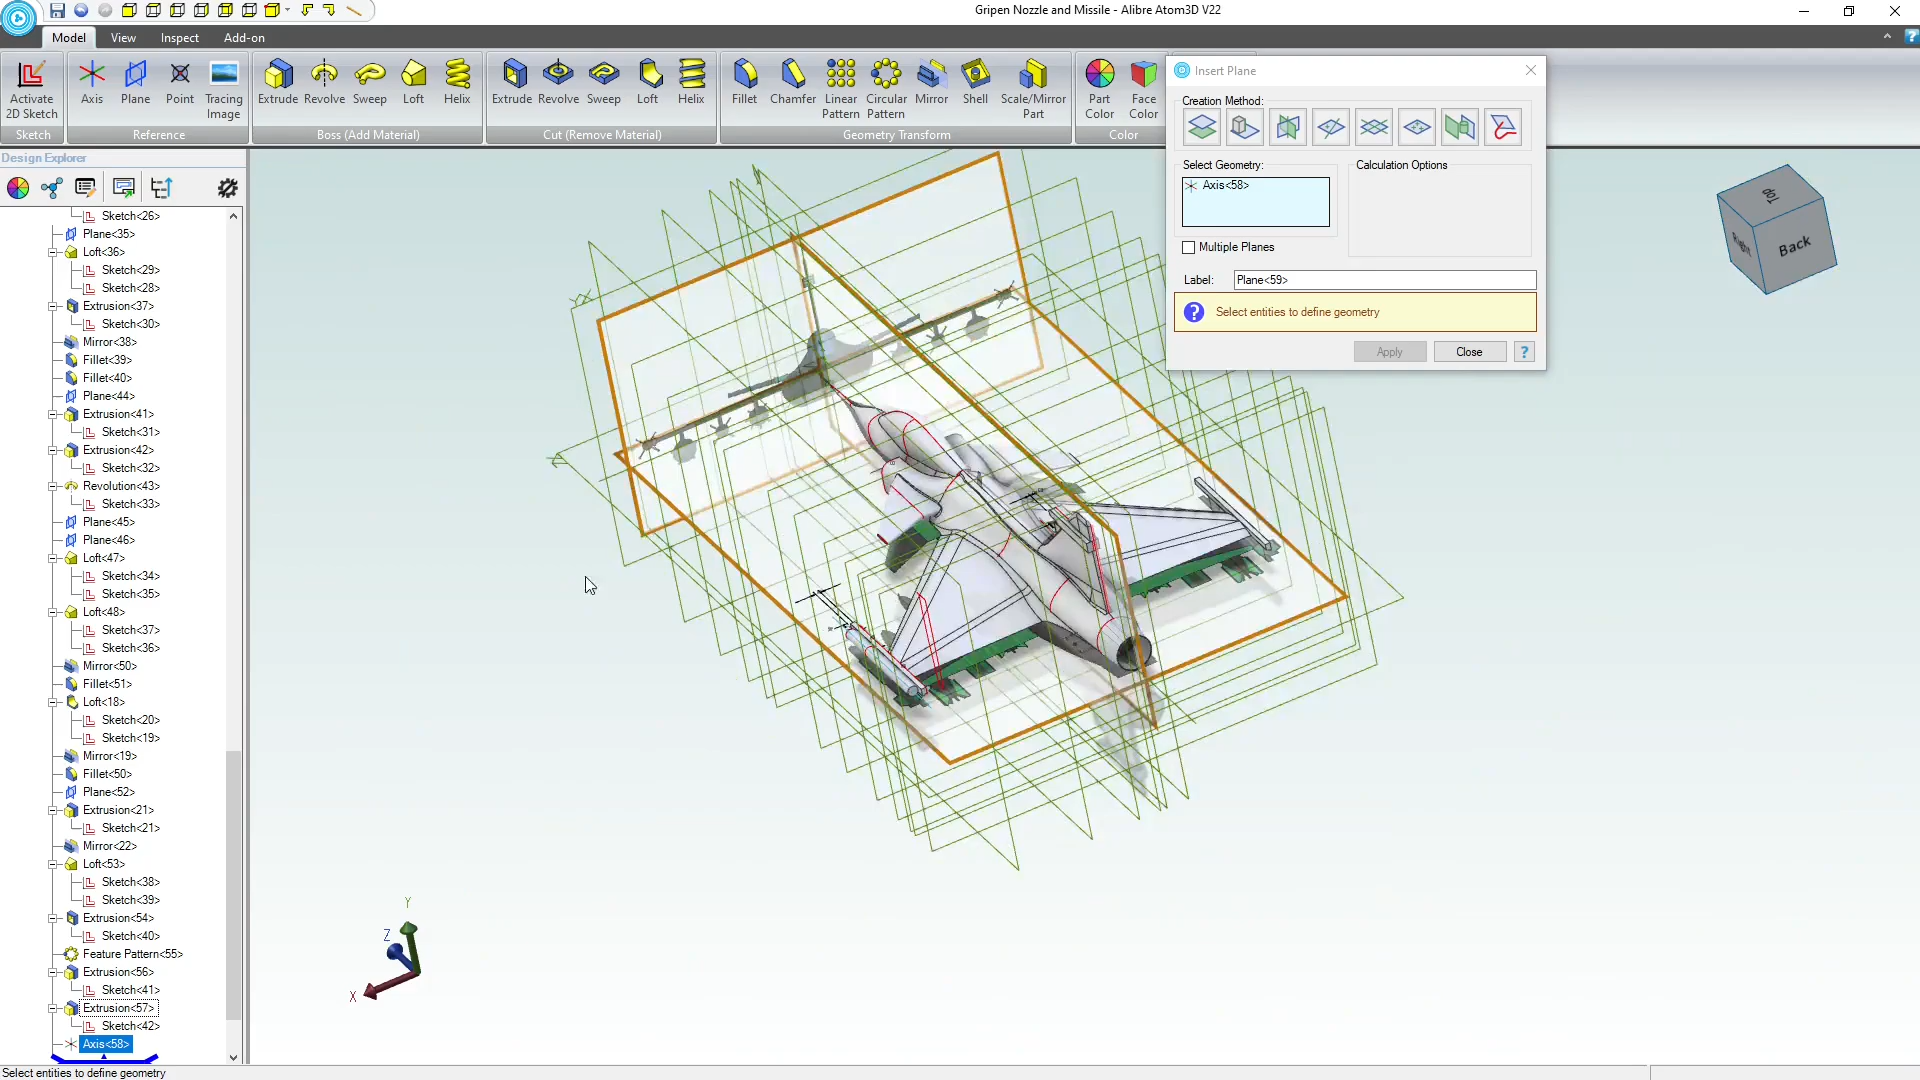 Gripen Nozzle and Missile - Alibre Atom3D V22
Model View Inspect Add-on
Activate 2D Sketch
Axis Plane Point Tracing Image
Extrude Revolve Sweep Loft Helix
Extrude Revolve Sweep Loft Helix
Fillet Chamfer Linear Pattern Circular Pattern Mirror Shell Scale/Mirror Part
Part Color Face Color
Sketch Reference Boss (Add Material) Cut (Remove Material) Geometry Transform Color
Insert Plane
Creation Method:
Select Geometry: Calculation Options
Axis<58>
Multiple Planes
Label: Plane<59>
? Select entities to define geometry
Apply Close ?
Top
Right Back
Design Explorer
Sketch<26>
Plane<35>
Loft<36>
Sketch<29>
Sketch<28>
Extrusion<37>
Sketch<30>
Mirror<38>
Fillet<39>
Fillet<40>
Plane<44>
Extrusion<41>
Sketch<31>
Extrusion<42>
Sketch<32>
Revolution<43>
Sketch<33>
Plane<45>
Plane<46>
Loft<47>
Sketch<34>
Sketch<35>
Loft<48>
Sketch<37>
Sketch<36>
Mirror<50>
Fillet<51>
Loft<18>
Sketch<20>
Sketch<19>
Mirror<19>
Fillet<50>
Plane<52>
Extrusion<21>
Sketch<21>
Mirror<22>
Loft<53>
Sketch<38>
Sketch<39>
Extrusion<54>
Sketch<40>
Feature Pattern<55>
Extrusion<56>
Sketch<41>
Extrusion<57>
Sketch<42>
Axis<58>
Y
Z
X
Select entities to define geometry